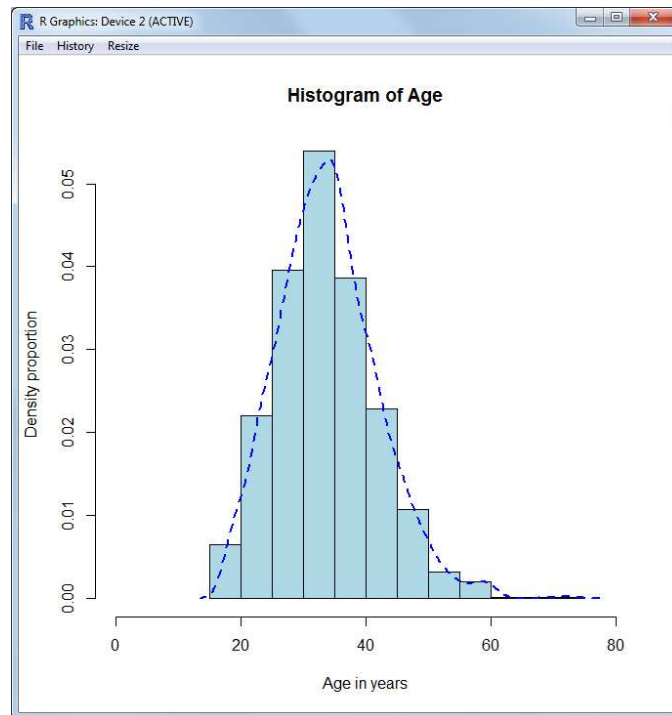 R Graphics: Device 2 (ACTIVE)
File History Resize
Histogram of Age
Density proportion
0.05
0.04
0.03
0.02
0.01
0.00
0 20 40 60 80
Age in years